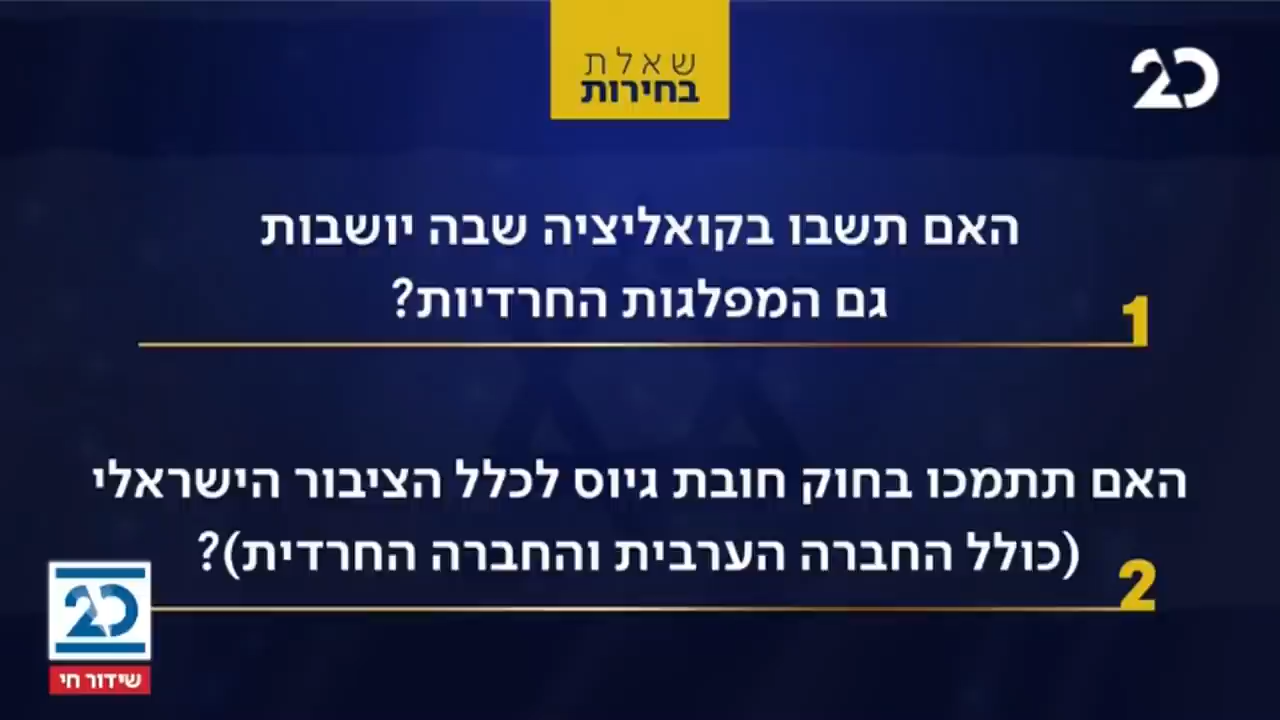 שאלת
בחירות
20
האם תשבו בקואליציה שבה יושבות
גם המפלגות החרדיות?
1
האם תתמכו בחוק חובת גיוס לכלל הציבור הישראלי
(כולל החברה הערבית והחברה החרדית)?
2
20
שידור חי